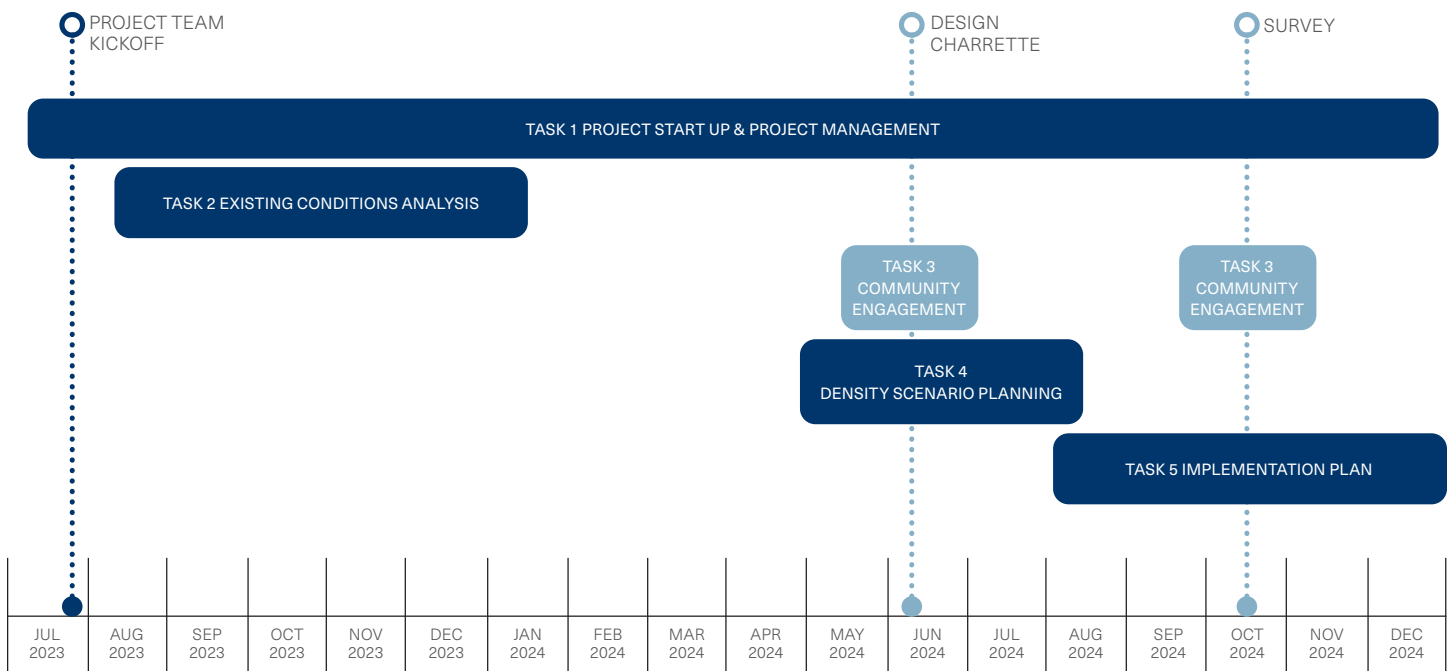 PROJECT TEAM
KICKOFF
DESIGN
CHARRETTE
SURVEY
TASK 1 PROJECT START UP & PROJECT MANAGEMENT
TASK 2 EXISTING CONDITIONS ANALYSIS
TASK 3
COMMUNITY
ENGAGEMENT
TASK 3
COMMUNITY
ENGAGEMENT
TASK 4
DENSITY SCENARIO PLANNING
TASK 5 IMPLEMENTATION PLAN
JUL
2023
AUG
2023
SEP
2023
OCT
2023
NOV
2023
DEC
2023
JAN
2024
FEB
2024
MAR
2024
APR
2024
MAY
2024
JUN
2024
JUL
2024
AUG
2024
SEP
2024
OCT
2024
NOV
2024
DEC
2024